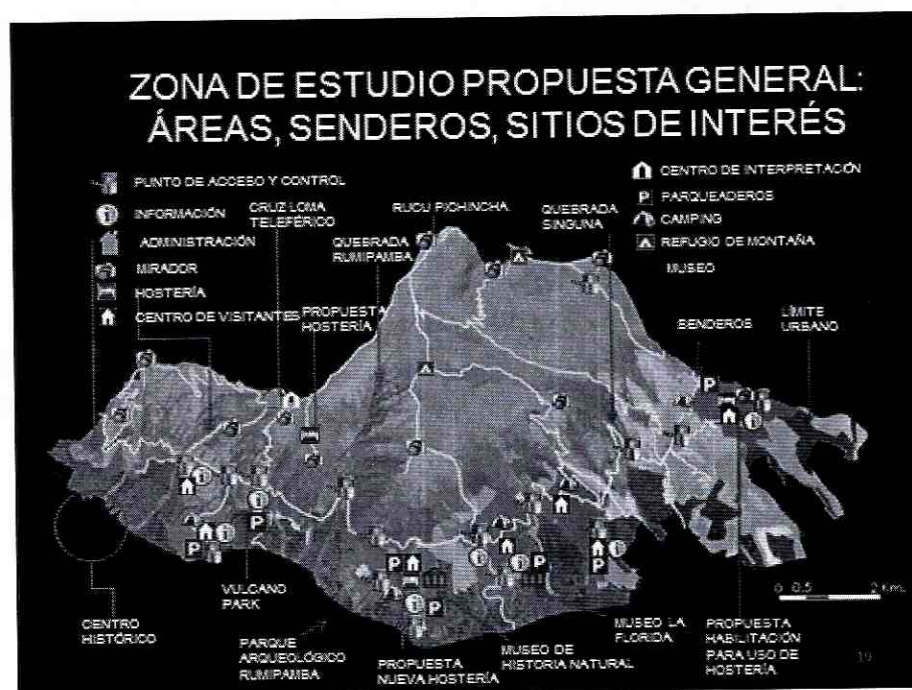 ZONA DE ESTUDIO PROPUESTA GENERAL:
ÁREAS, SENDEROS, SITIOS DE INTERÉS
PUNTO DE ACCESO Y CONTROL
INFORMACIÓN
ADMINISTRACIÓN
MIRADOR
HOSTERÍA
CENTRO DE VISITANTES
CRUZ LOMA
TELEFÉRICO
PROPUESTA
HOSTERÍA
QUEBRADA
RUMIPAMBA
RUCU PICHINCHA
QUEBRADA
SINGUNA
CENTRO DE INTERPRETACIÓN
P PARQUEADEROS
CAMPING
REFUGIO DE MONTAÑA
MUSEO
SENDEROS
LÍMITE
URBANO
P
i
i
i
P
P
P
i
P
i
i
P
i
P
i
0 0.5 2 Km.
CENTRO
HISTÓRICO
VULCANO
PARK
PARQUE
ARQUEOLÓGICO
RUMIPAMBA
PROPUESTA
NUEVA HOSTERÍA
MUSEO DE
HISTORIA NATURAL
MUSEO LA
FLORIDA
PROPUESTA
HABILITACIÓN
PARA USO DE
HOSTERÍA
19